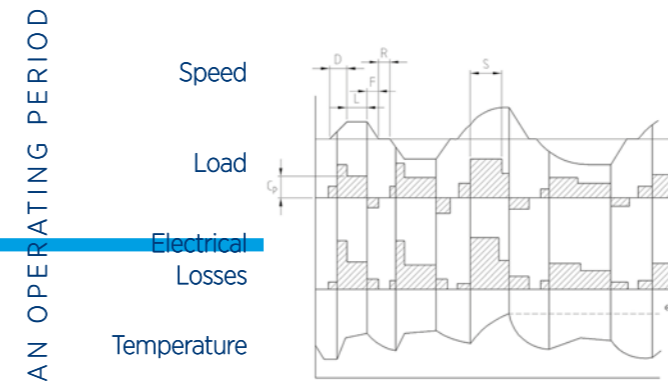 AN OPERATING PERIOD
Speed
Load
Electrical
Losses
Temperature
D
R
F
L
S
Cp